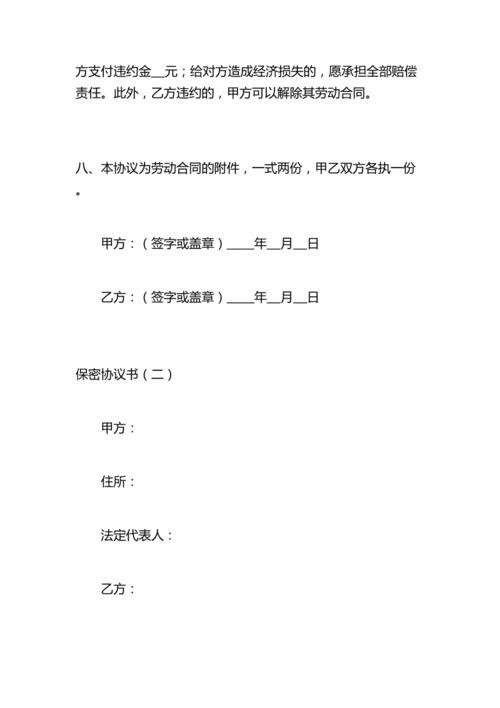 方支付违约金__元；给对方造成经济损失的，愿承担全部赔偿
责任。此外，乙方违约的，甲方可以解除其劳动合同。
八、本协议为劳动合同的附件，一式两份，甲乙双方各执一份
。
甲方：（签字或盖章）____年__月__日
乙方：（签字或盖章）____年__月__日
保密协议书（二）
甲方：
住所：
法定代表人：
乙方：